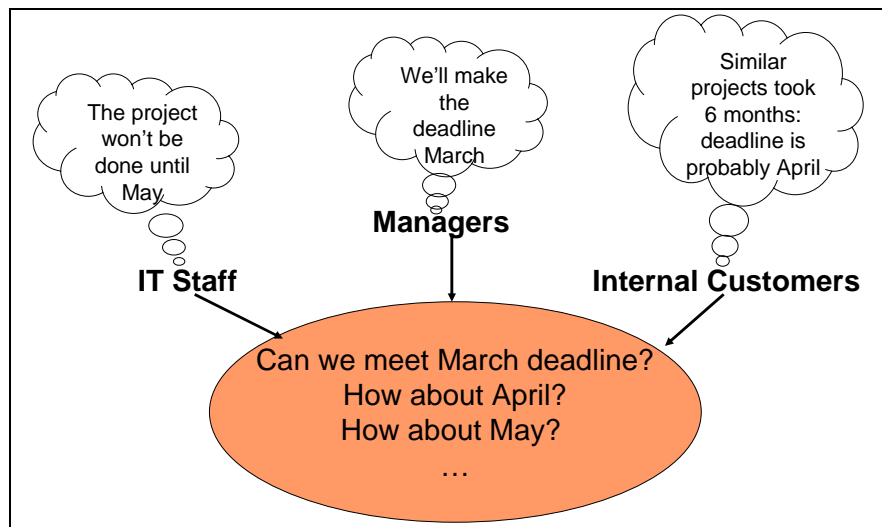 The project
won't be
done until
May
IT Staff
We'll make
the
deadline
March
Managers
Similar
projects took
6 months:
deadline is
probably April
Internal Customers
Can we meet March deadline?
How about April?
How about May?
…